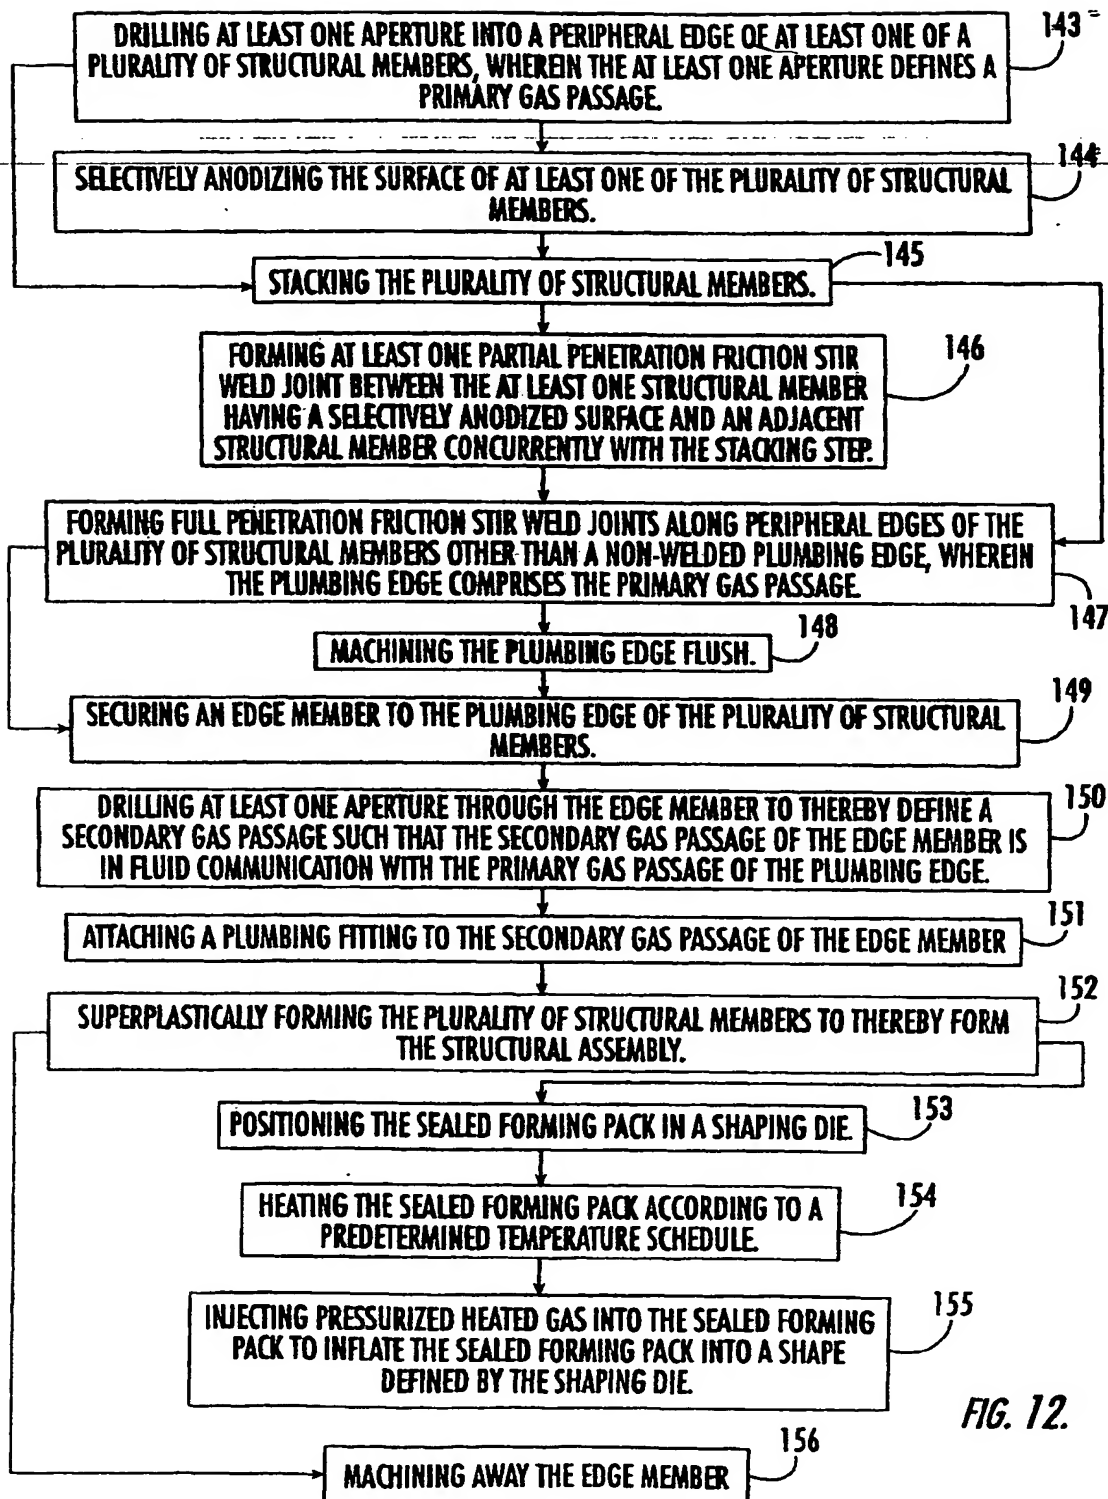 DRILLING AT LEAST ONE APERTURE INTO A PERIPHERAL EDGE OF AT LEAST ONE OF A
PLURALITY OF STRUCTURAL MEMBERS, WHEREIN THE AT LEAST ONE APERTURE DEFINES A
PRIMARY GAS PASSAGE.
143
SELECTIVELY ANODIZING THE SURFACE OF AT LEAST ONE OF THE PLURALITY OF STRUCTURAL
MEMBERS.
144
STACKING THE PLURALITY OF STRUCTURAL MEMBERS.
145
FORMING AT LEAST ONE PARTIAL PENETRATION FRICTION STIR
WELD JOINT BETWEEN THE AT LEAST ONE STRUCTURAL MEMBER
HAVING A SELECTIVELY ANODIZED SURFACE AND AN ADJACENT
STRUCTURAL MEMBER CONCURRENTLY WITH THE STACKING STEP.
146
FORMING FULL PENETRATION FRICTION STIR WELD JOINTS ALONG PERIPHERAL EDGES OF THE
PLURALITY OF STRUCTURAL MEMBERS OTHER THAN A NON-WELDED PLUMBING EDGE, WHEREIN
THE PLUMBING EDGE COMPRISES THE PRIMARY GAS PASSAGE.
147
MACHINING THE PLUMBING EDGE FLUSH.
148
SECURING AN EDGE MEMBER TO THE PLUMBING EDGE OF THE PLURALITY OF STRUCTURAL
MEMBERS.
149
DRILLING AT LEAST ONE APERTURE THROUGH THE EDGE MEMBER TO THEREBY DEFINE A
SECONDARY GAS PASSAGE SUCH THAT THE SECONDARY GAS PASSAGE OF THE EDGE MEMBER IS
IN FLUID COMMUNICATION WITH THE PRIMARY GAS PASSAGE OF THE PLUMBING EDGE.
150
ATTACHING A PLUMBING FITTING TO THE SECONDARY GAS PASSAGE OF THE EDGE MEMBER
151
SUPERPLASTICALLY FORMING THE PLURALITY OF STRUCTURAL MEMBERS TO THEREBY FORM
THE STRUCTURAL ASSEMBLY.
152
POSITIONING THE SEALED FORMING PACK IN A SHAPING DIE.
153
HEATING THE SEALED FORMING PACK ACCORDING TO A
PREDETERMINED TEMPERATURE SCHEDULE.
154
INJECTING PRESSURIZED HEATED GAS INTO THE SEALED FORMING
PACK TO INFLATE THE SEALED FORMING PACK INTO A SHAPE
DEFINED BY THE SHAPING DIE.
155
FIG. 12.
MACHINING AWAY THE EDGE MEMBER
156